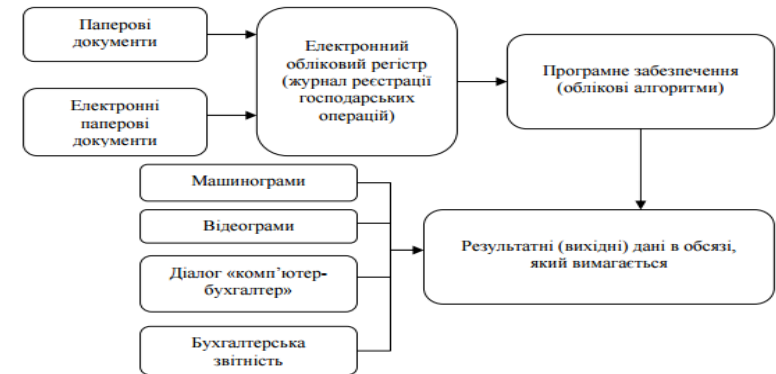 Паперові
документи
Електронний
обліковий регістр
(журнал реєстрації
господарських
операцій)
Програмне забезпечення
(облікові алгоритми)
Електронні
паперові
документи
Машинограми
Відеограми
Діалог «комп’ютер-
бухгалтер»
Бухгалтерська
звітність
Результатні (вихідні) дані в обсязі,
який вимагається